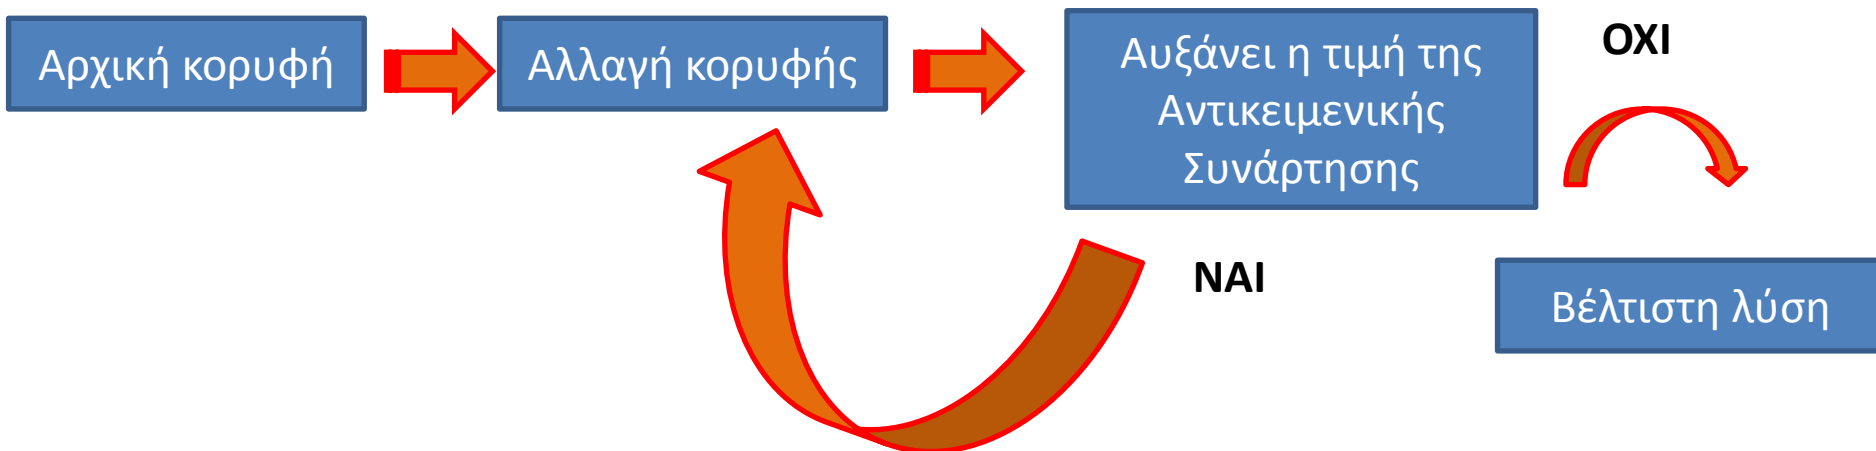 Αρχική κορυφή
Αλλαγή κορυφής
Αυξάνει η τιμή της
Αντικειμενικής
Συνάρτησης
ΟΧΙ
ΝΑΙ
Βέλτιστη λύση